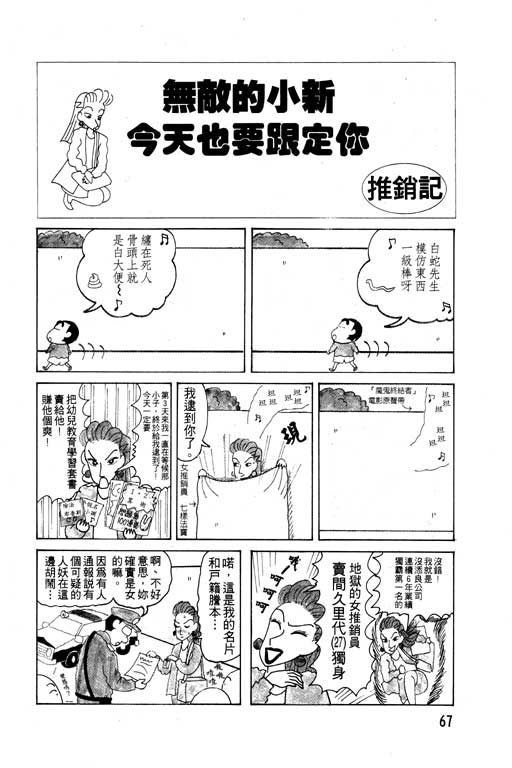 無敵的小新
今天也要跟定你
推銷記
白蛇先生
模仿東西
一級棒呀
纏在死人
骨頭上就
是白大便~
「魔鬼終結者」
電影原聲帶
現
我逮到你了。
女推銷員 七樣法寶
第3天來我一直在等候那
小子,終於給我逮到了!
今天一定要
把幼兒教育學習套書
賣給他!
賺他個爽!
沒錯!
我就是
沒恙良公司
連續6年業績
獨霸第一名的
地獄的女推銷員
賣間久里代(27)獨身
喏,這是我的名片
和戶籍謄本…
啊、不好
意思,妳
確實是女
的嘛。
因爲有人
通報說有
個可疑的
人妖在這
邊胡鬧…
67